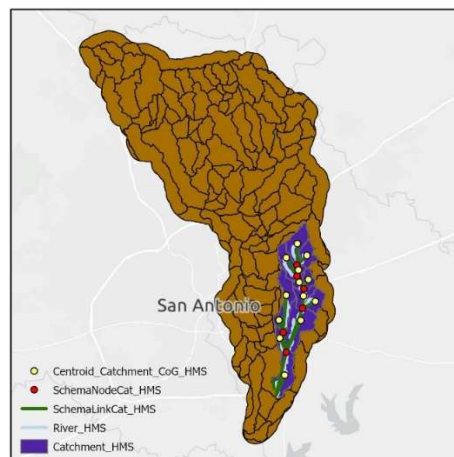 San Antonio
Centroid_Catchment_CoG_HMS
SchemaNodeCat_HMS
SchemaLinkCat_HMS
River_HMS
Catchment_HMS